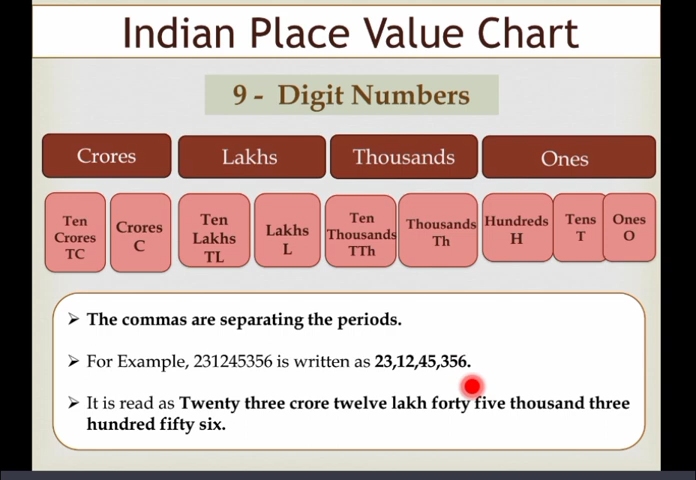 Indian Place Value Chart
9 - Digit Numbers
Crores Lakhs Thousands Ones
Ten Crores TC
Crores C
Ten Lakhs TL
Lakhs L
Ten Thousands TTh
Thousands Th
Hundreds H
Tens T
Ones O
➢ The commas are separating the periods.
➢ For Example, 231245356 is written as 23,12,45,356.
➢ It is read as Twenty three crore twelve lakh forty five thousand three
hundred fifty six.